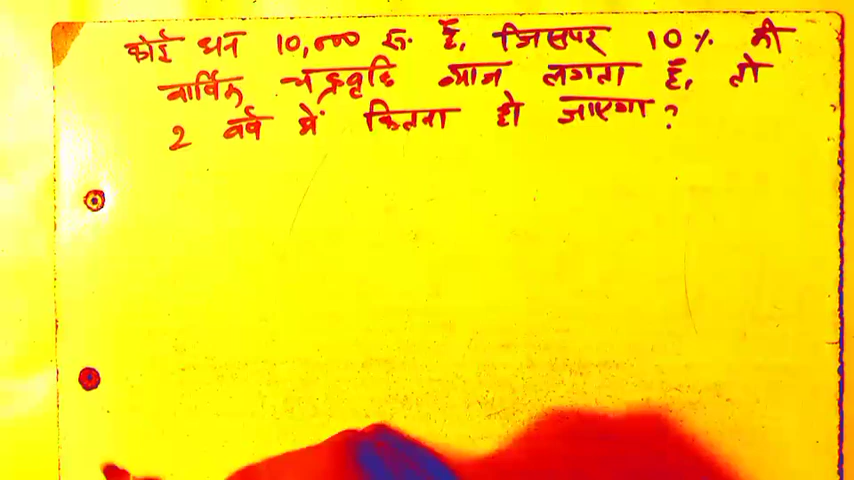 कोई धन 10,000 रू. है, जिसपर 10% की
वार्षिक चक्रवृद्धि ब्याज लगता है, तो
2 वर्ष में कितना हो जाएगा?